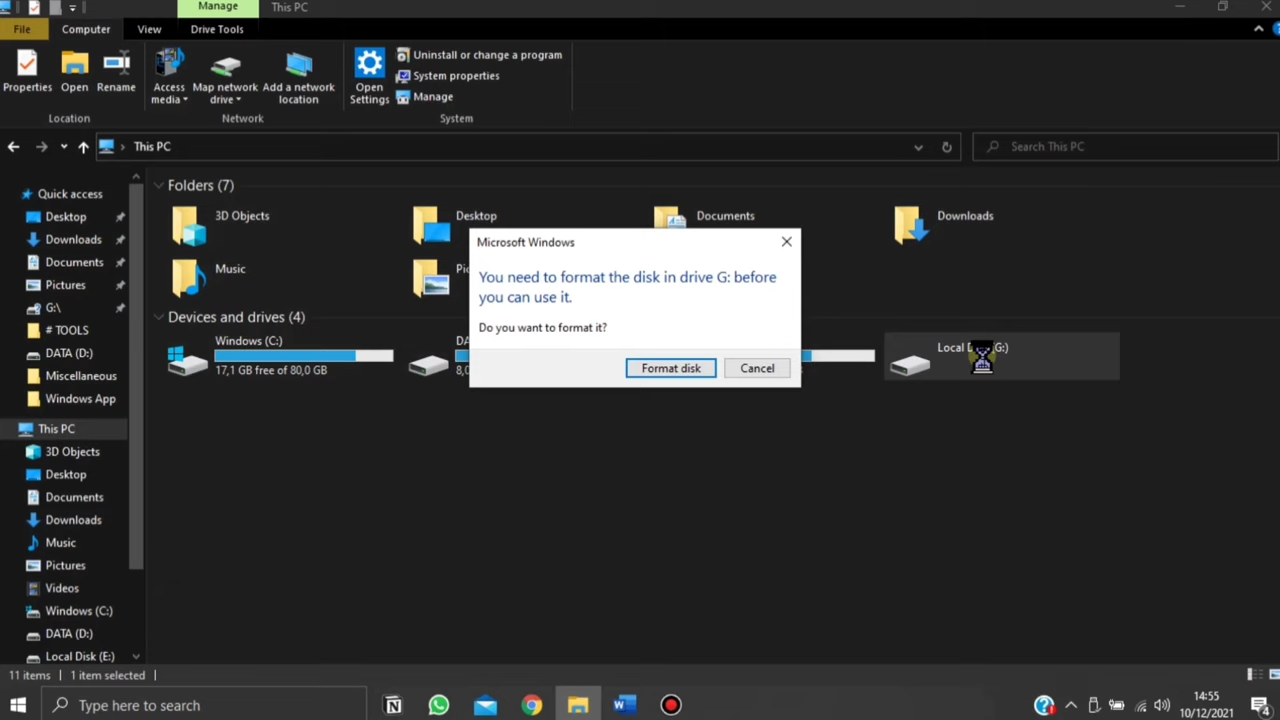 Manage
This PC
File
Computer
View
Drive Tools
Properties
Open
Rename
Access media
Map network drive
Add a network location
Open Settings
Uninstall or change a program
System properties
Manage
Location
Network
System
This PC
Search This PC
Quick access
Desktop
Downloads
Documents
Pictures
G:\
# TOOLS
DATA (D:)
Miscellaneous
Windows App
This PC
3D Objects
Desktop
Documents
Downloads
Music
Pictures
Videos
Windows (C:)
DATA (D:)
Local Disk (E:)
Folders (7)
3D Objects
Desktop
Documents
Downloads
Music
Devices and drives (4)
Windows (C:)
17,1 GB free of 80,0 GB
Local
G:)
Microsoft Windows
You need to format the disk in drive G: before
you can use it.
Do you want to format it?
Format disk
Cancel
11 items
1 item selected
Type here to search
14:55
10/12/2021
4